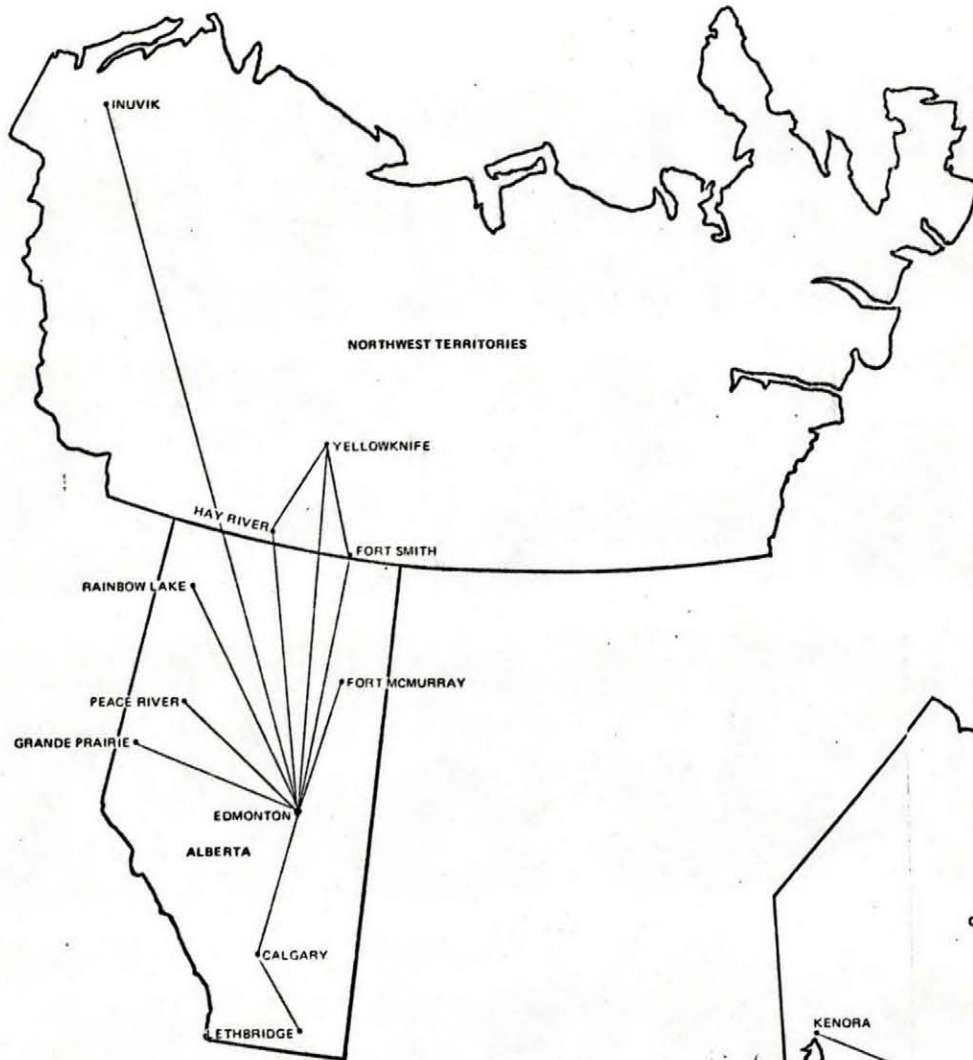 INUVIK
NORTHWEST TERRITORIES
YELLOWKNIFE
HAY RIVER
FORT SMITH
RAINBOW LAKE
FORT MCMURRAY
PEACE RIVER
GRANDE PRAIRIE
EDMONTON
ALBERTA
CALGARY
KENORA
LETHBRIDGE